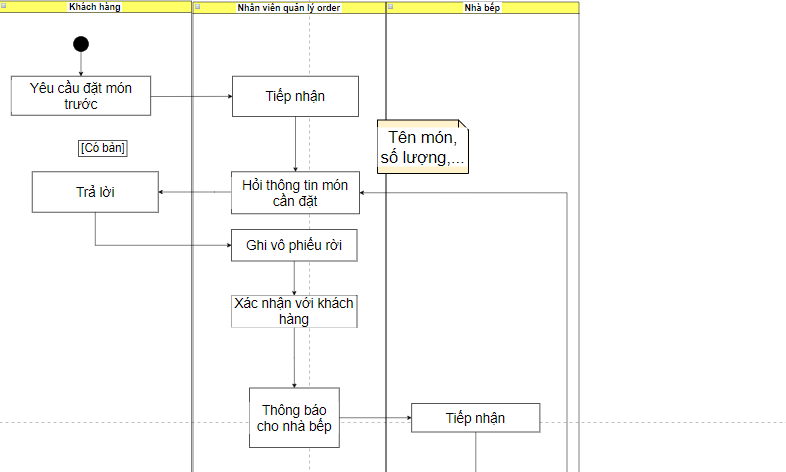 Khách hàng
Nhân viên quản lý order
Nhà bếp
Yêu cầu đặt món
trước
Tiếp nhận
Tên món,
số lượng,...
[Có bán]
Trả lời
Hỏi thông tin món
cần đặt
Ghi vô phiếu rời
Xác nhận với khách
hàng
Thông báo
cho nhà bếp
Tiếp nhận